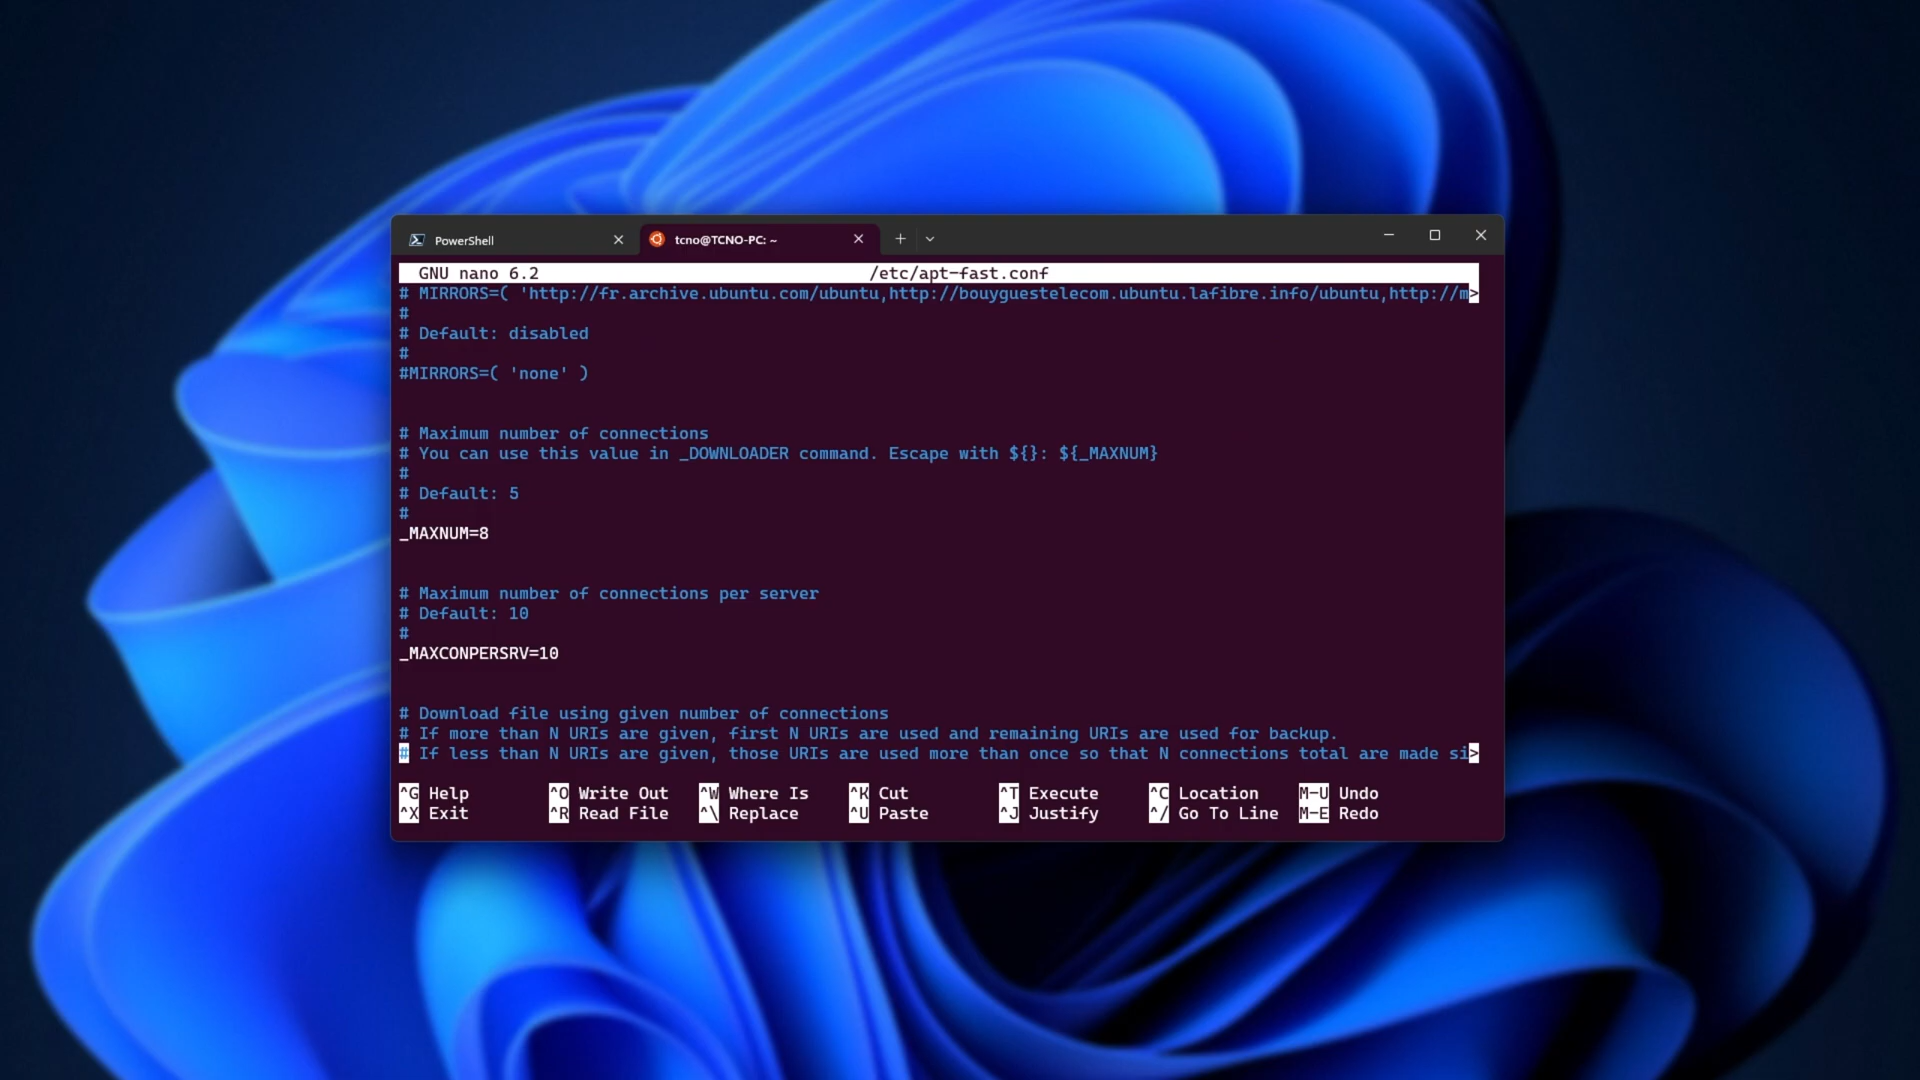 PowerShell
tcno@TCNO-PC: ~
GNU nano 6.2 /etc/apt-fast.conf
# MIRRORS=( 'http://fr.archive.ubuntu.com/ubuntu,http://bouyguestelecom.ubuntu.lafibre.info/ubuntu,http://m>
#
# Default: disabled
#
#MIRRORS=( 'none' )
# Maximum number of connections
# You can use this value in _DOWNLOADER command. Escape with ${}: ${_MAXNUM}
#
# Default: 5
#
_MAXNUM=8
# Maximum number of connections per server
# Default: 10
#
_MAXCONPERSRV=10
# Download file using given number of connections
# If more than N URIs are given, first N URIs are used and remaining URIs are used for backup.
# If less than N URIs are given, those URIs are used more than once so that N connections total are made si>
^G Help ^O Write Out ^W Where Is ^K Cut ^T Execute ^C Location M-U Undo
^X Exit ^R Read File ^\ Replace ^U Paste ^J Justify ^/ Go To Line M-E Redo